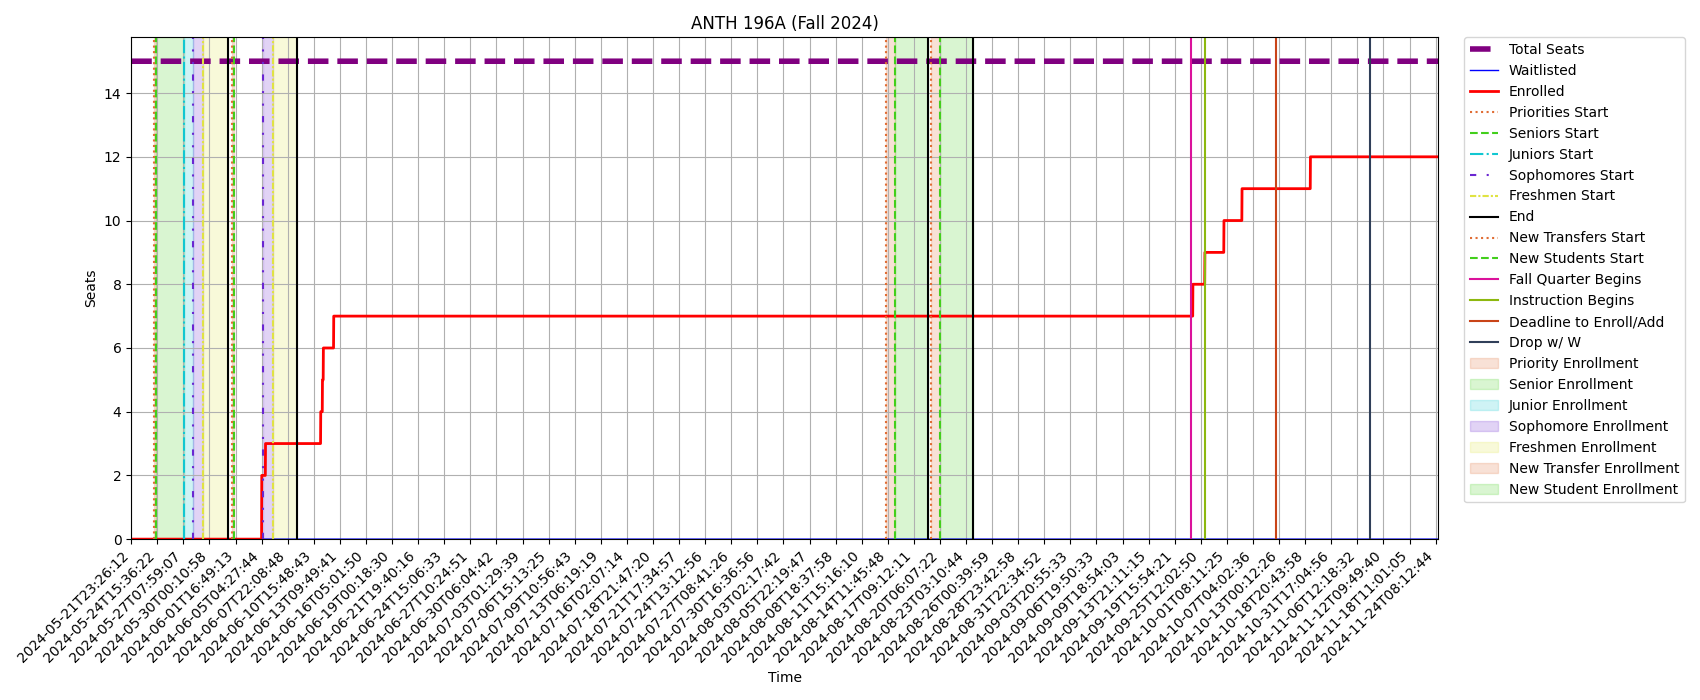 ANTH 196A (Fall 2024)
Seats
14
12
10
8
6
4
2
0
2024-05-21T23:26:12
2024-05-24T15:36:22
2024-05-27T07:59:07
2024-05-30T00:10:58
2024-06-01T16:49:13
2024-06-05T04:27:44
2024-06-07T22:08:48
2024-06-10T15:48:43
2024-06-13T09:49:41
2024-06-16T05:01:50
2024-06-19T00:18:30
2024-06-21T19:40:16
2024-06-24T15:06:33
2024-06-27T10:24:51
2024-06-30T06:04:42
2024-07-03T01:29:39
2024-07-06T15:13:25
2024-07-09T10:56:43
2024-07-13T06:19:19
2024-07-16T02:07:14
2024-07-18T21:47:20
2024-07-21T17:34:57
2024-07-24T13:12:56
2024-07-27T08:41:26
2024-07-30T16:36:56
2024-08-03T02:17:42
2024-08-05T22:19:47
2024-08-08T18:37:58
2024-08-11T15:16:10
2024-08-14T11:45:48
2024-08-17T09:12:11
2024-08-20T06:07:22
2024-08-23T03:10:44
2024-08-26T00:39:59
2024-08-28T23:42:58
2024-08-31T22:34:52
2024-09-03T20:55:33
2024-09-06T19:50:33
2024-09-09T18:54:03
2024-09-13T21:11:15
2024-09-19T15:54:21
2024-09-25T12:02:50
2024-10-01T08:11:25
2024-10-07T04:02:36
2024-10-13T00:12:26
2024-10-18T20:43:58
2024-10-31T17:04:56
2024-11-06T12:18:32
2024-11-12T09:49:40
2024-11-18T11:01:05
2024-11-24T08:12:44
Time
Total Seats
Waitlisted
Enrolled
Priorities Start
Seniors Start
Juniors Start
Sophomores Start
Freshmen Start
End
New Transfers Start
New Students Start
Fall Quarter Begins
Instruction Begins
Deadline to Enroll/Add
Drop w/ W
Priority Enrollment
Senior Enrollment
Junior Enrollment
Sophomore Enrollment
Freshmen Enrollment
New Transfer Enrollment
New Student Enrollment